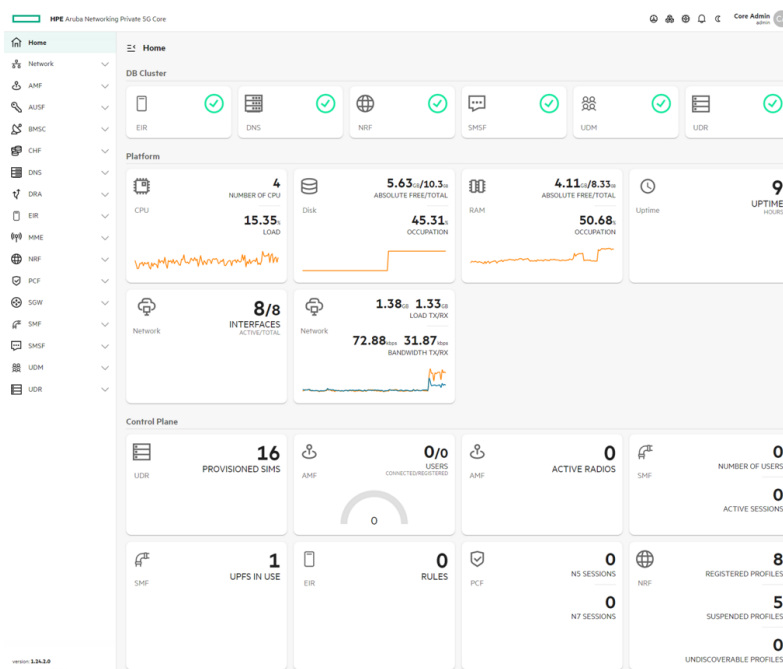 HPE Aruba Networking Private 5G Core
Core Admin
admin
CA
Home
Network
AMF
AUSF
BMSC
CHF
DNS
DRA
EIR
MME
NRF
PCF
SGW
SMF
SMSF
UDM
UDR
version: 1.24.2.0
Home
DB Cluster
EIR
DNS
NRF
SMSF
UDM
UDR
Platform
CPU
4
NUMBER OF CPU
15.35%
LOAD
Disk
5.63GB/10.3GB
ABSOLUTE FREE/TOTAL
45.31%
OCCUPATION
RAM
4.11GB/8.33GB
ABSOLUTE FREE/TOTAL
50.68%
OCCUPATION
Uptime
9
UPTIME
HOURS
Network
8/8
INTERFACES
ACTIVE/TOTAL
Network
1.38GB 1.33GB
LOAD TX/RX
72.88kbps 31.87kbps
BANDWIDTH TX/RX
Control Plane
UDR
16
PROVISIONED SIMS
AMF
0/0
USERS
CONNECTED/REGISTERED
0
AMF
0
ACTIVE RADIOS
SMF
0
NUMBER OF USERS
0
ACTIVE SESSIONS
SMF
1
UPFS IN USE
EIR
0
RULES
PCF
0
N5 SESSIONS
0
N7 SESSIONS
NRF
8
REGISTERED PROFILES
5
SUSPENDED PROFILES
0
UNDISCOVERABLE PROFILES